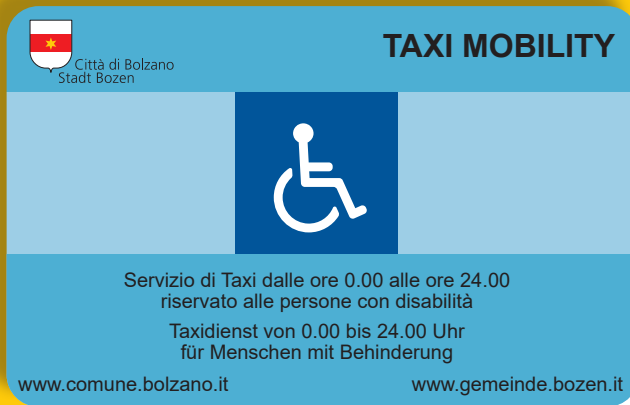 Città di Bolzano
Stadt Bozen
TAXI MOBILITY
Servizio di Taxi dalle ore 0.00 alle ore 24.00
riservato alle persone con disabilità
Taxidienst von 0.00 bis 24.00 Uhr
für Menschen mit Behinderung
www.comune.bolzano.it
www.gemeinde.bozen.it